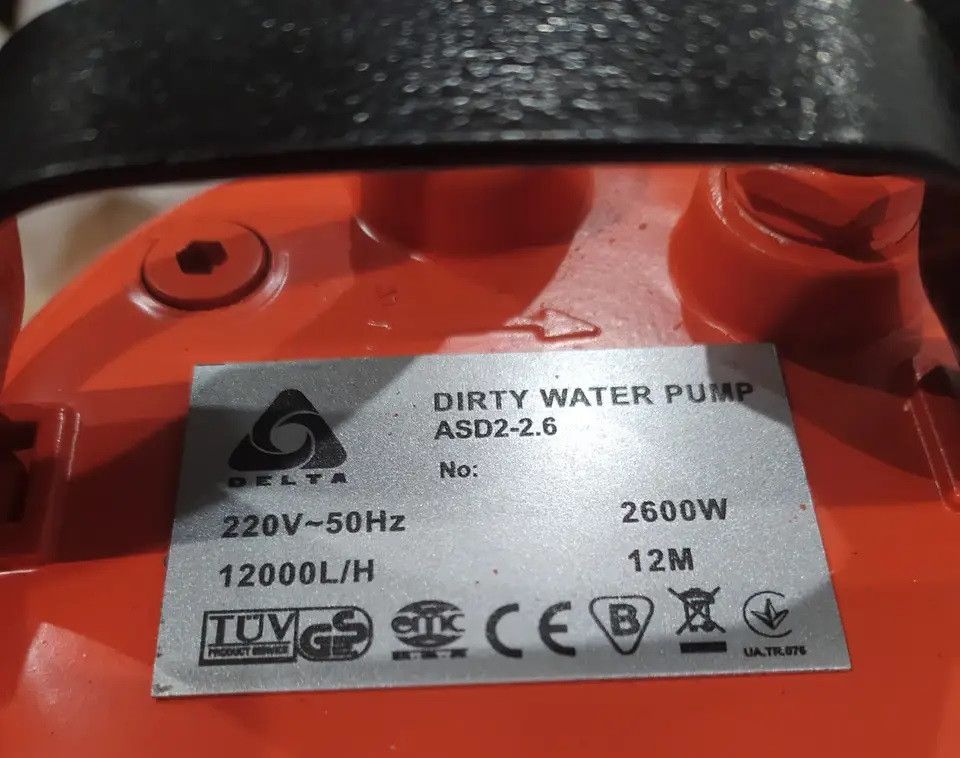 DELTA
DIRTY WATER PUMP
ASD2-2.6
No:
220V~50Hz
2600W
12000L/H
12M
TÜV
PRODUCT SERVICE
GS
CE
B
UA.TR.076